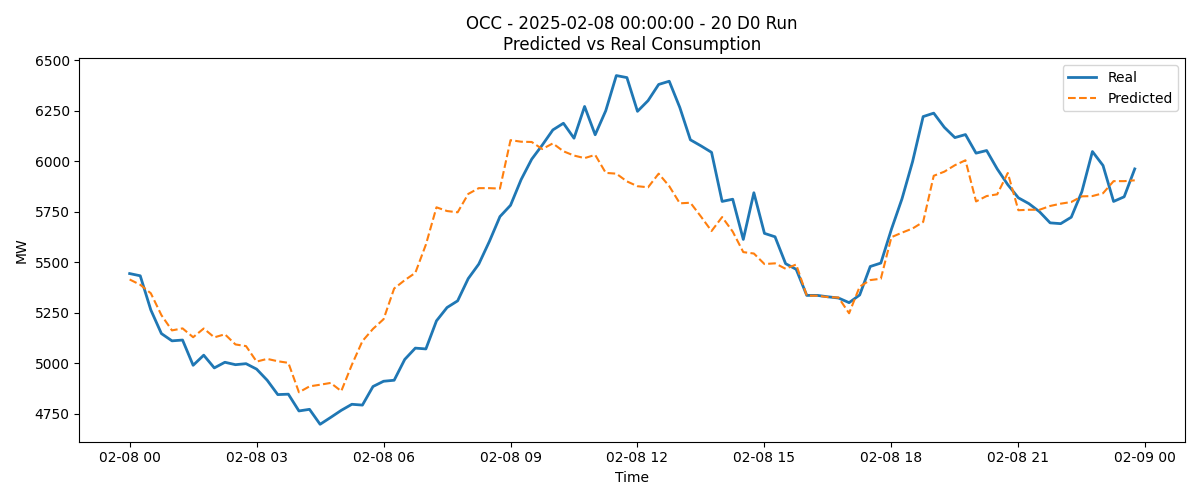 OCC - 2025-02-08 00:00:00 - 20 D0 Run
Predicted vs Real Consumption
Real
Predicted
6500
6250
6000
5750
5500
5250
5000
4750
MW
02-08 00 02-08 03 02-08 06 02-08 09 02-08 12 02-08 15 02-08 18 02-08 21 02-09 00
Time